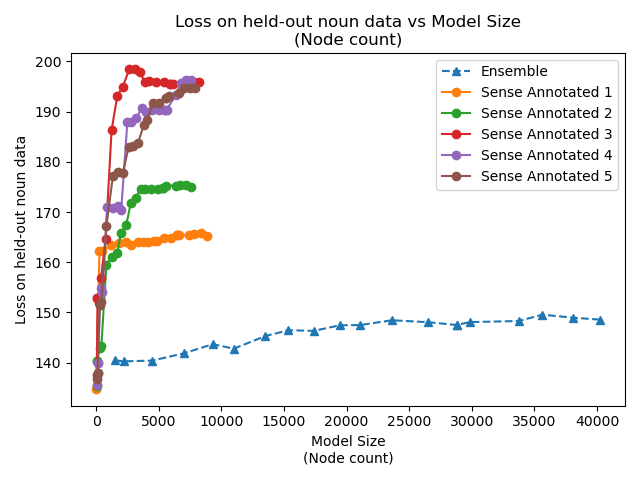 Loss on held-out noun data vs Model Size
(Node count)
Loss on held-out noun data
200
190
180
170
160
150
140
Ensemble
Sense Annotated 1
Sense Annotated 2
Sense Annotated 3
Sense Annotated 4
Sense Annotated 5
0
5000
10000
15000
20000
25000
30000
35000
40000
Model Size
(Node count)